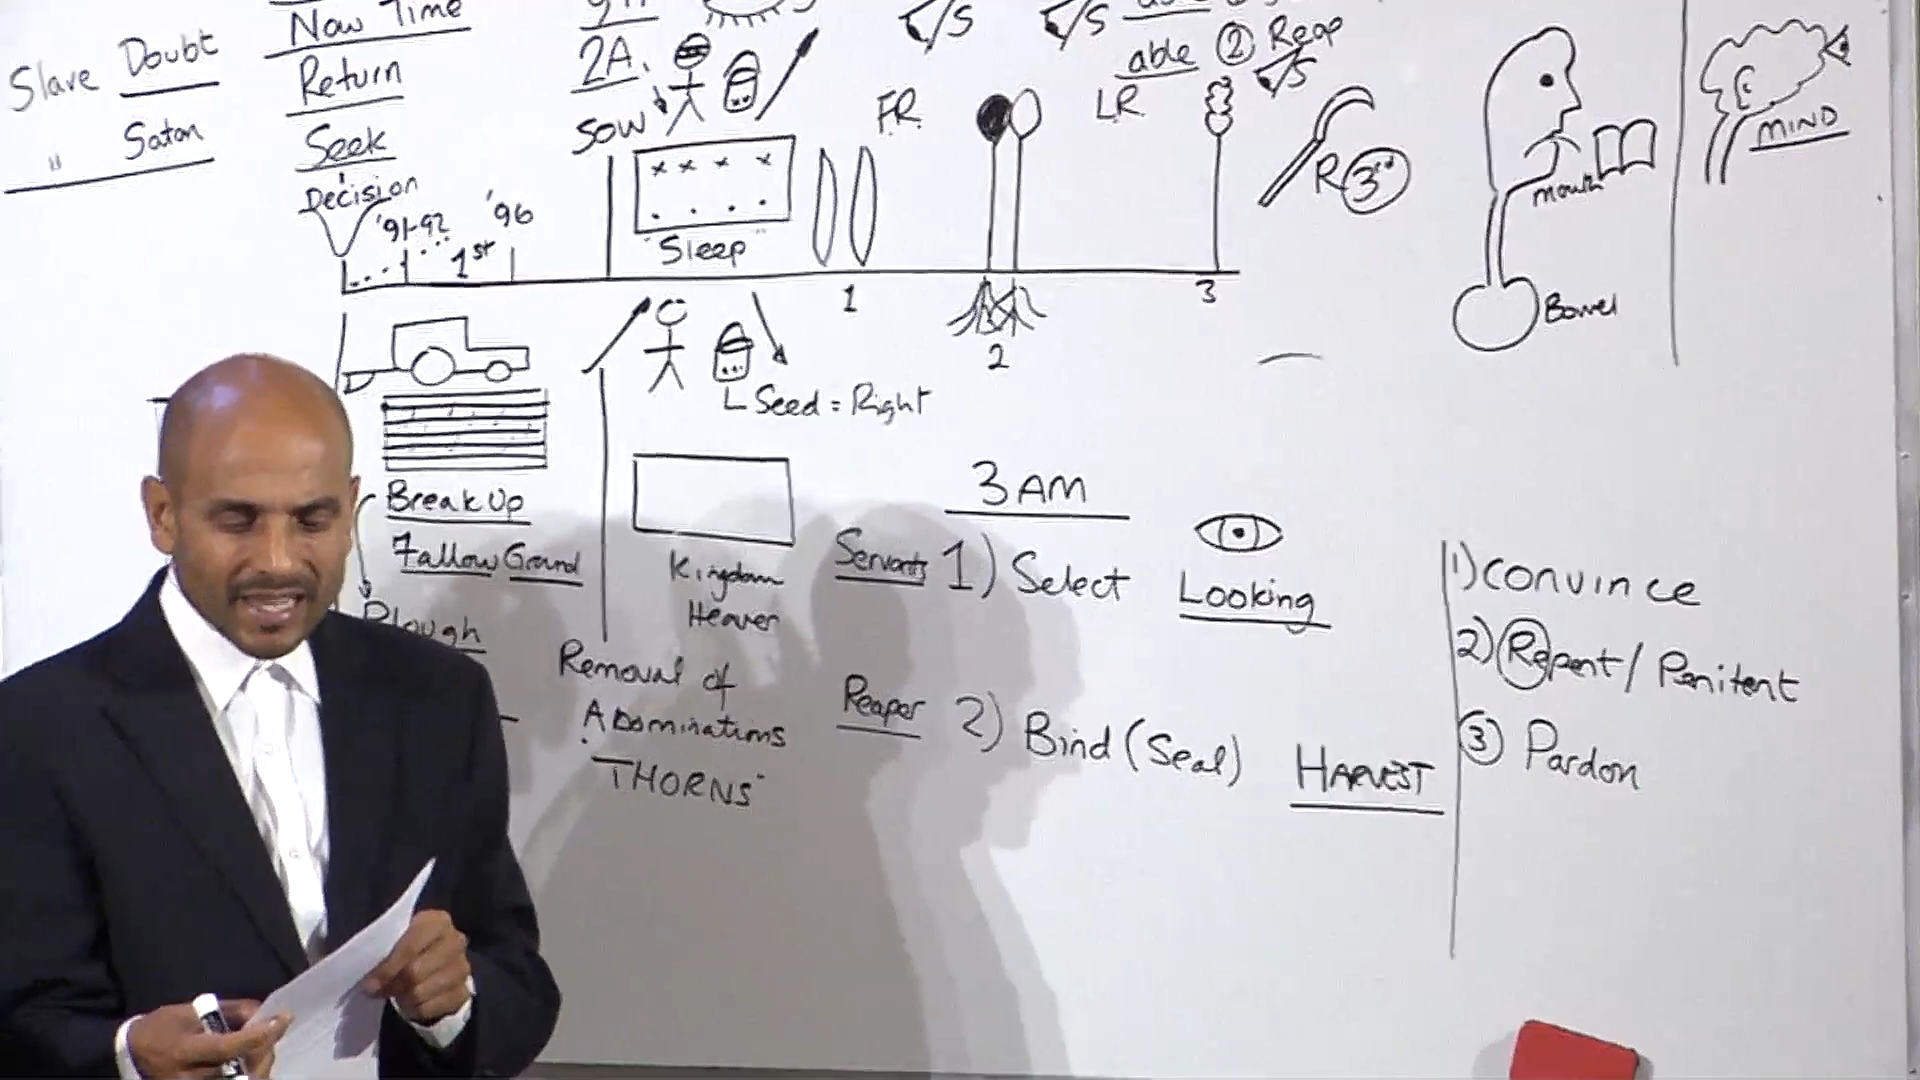 Slave Doubt
" Satan
Now Time
Return
Seek
Decision
'91-92
'96
1st
2A.
sow
"Sleep"
F.R.
L.R.
/S
/S
able ② Reap
/S
R 3rd
mouth
Bowel
MIND
1
2
3
Seed = Right
Break Up
Fallow Ground
Plough
Kingdom
Heaven
Removal of
Abominations
"THORNS"
3 AM
Servants 1) Select Looking
Reaper 2) Bind (Seal) HARVEST
1) convince
2) Repent / Penitent
③ Pardon